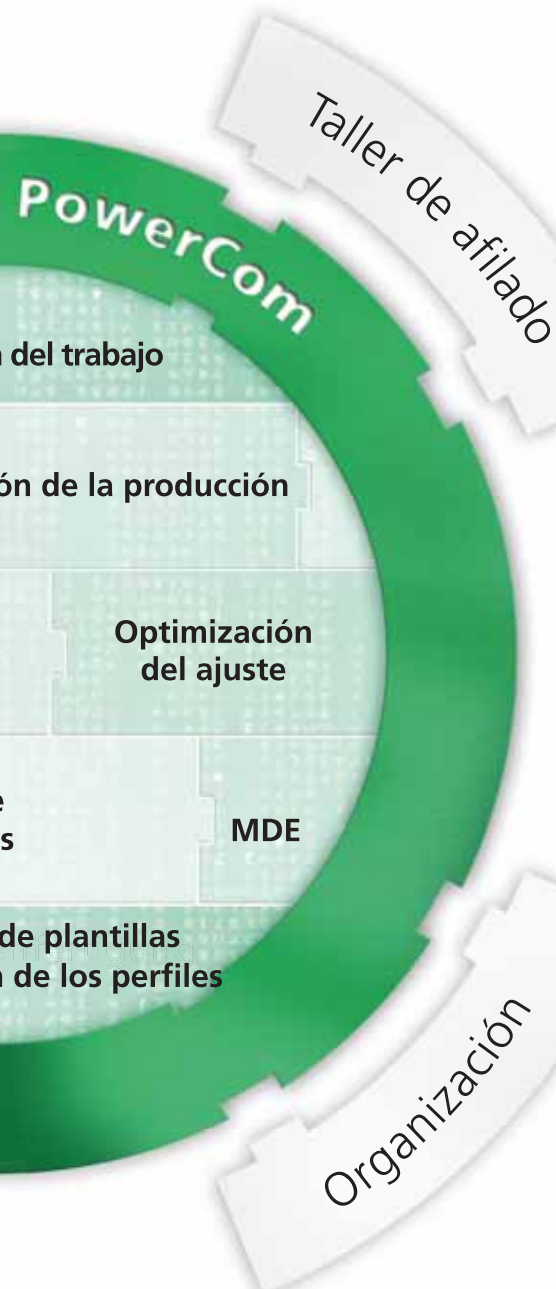 Taller de afilado
PowerCom
del trabajo
ón de la producción
Optimización
del ajuste
e
s
MDE
de plantillas
de los perfiles
Organización